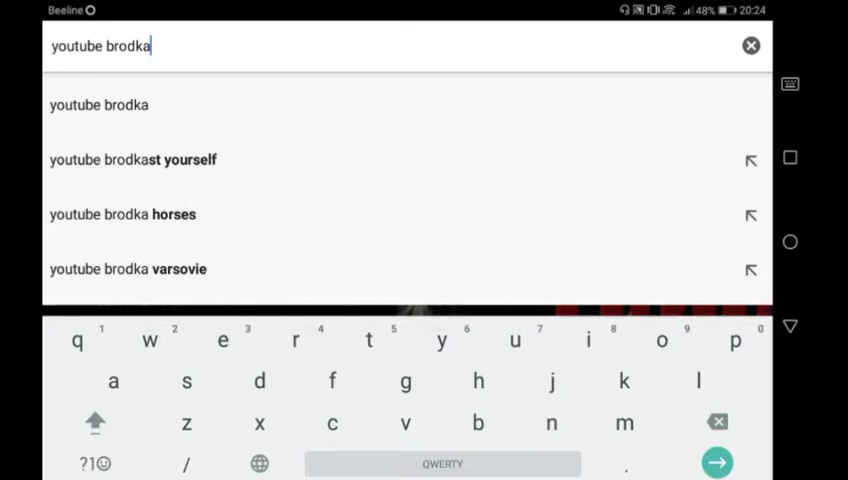 Beeline 48% 20:24
youtube brodka
youtube brodka
youtube brodkast yourself
youtube brodka horses
youtube brodka varsovie
q 1 w 2 e 3 r 4 t 5 y 6 u 7 i 8 o 9 p 0
a s d f g h j k l
z x c v b n m
?1☺ / QWERTY .